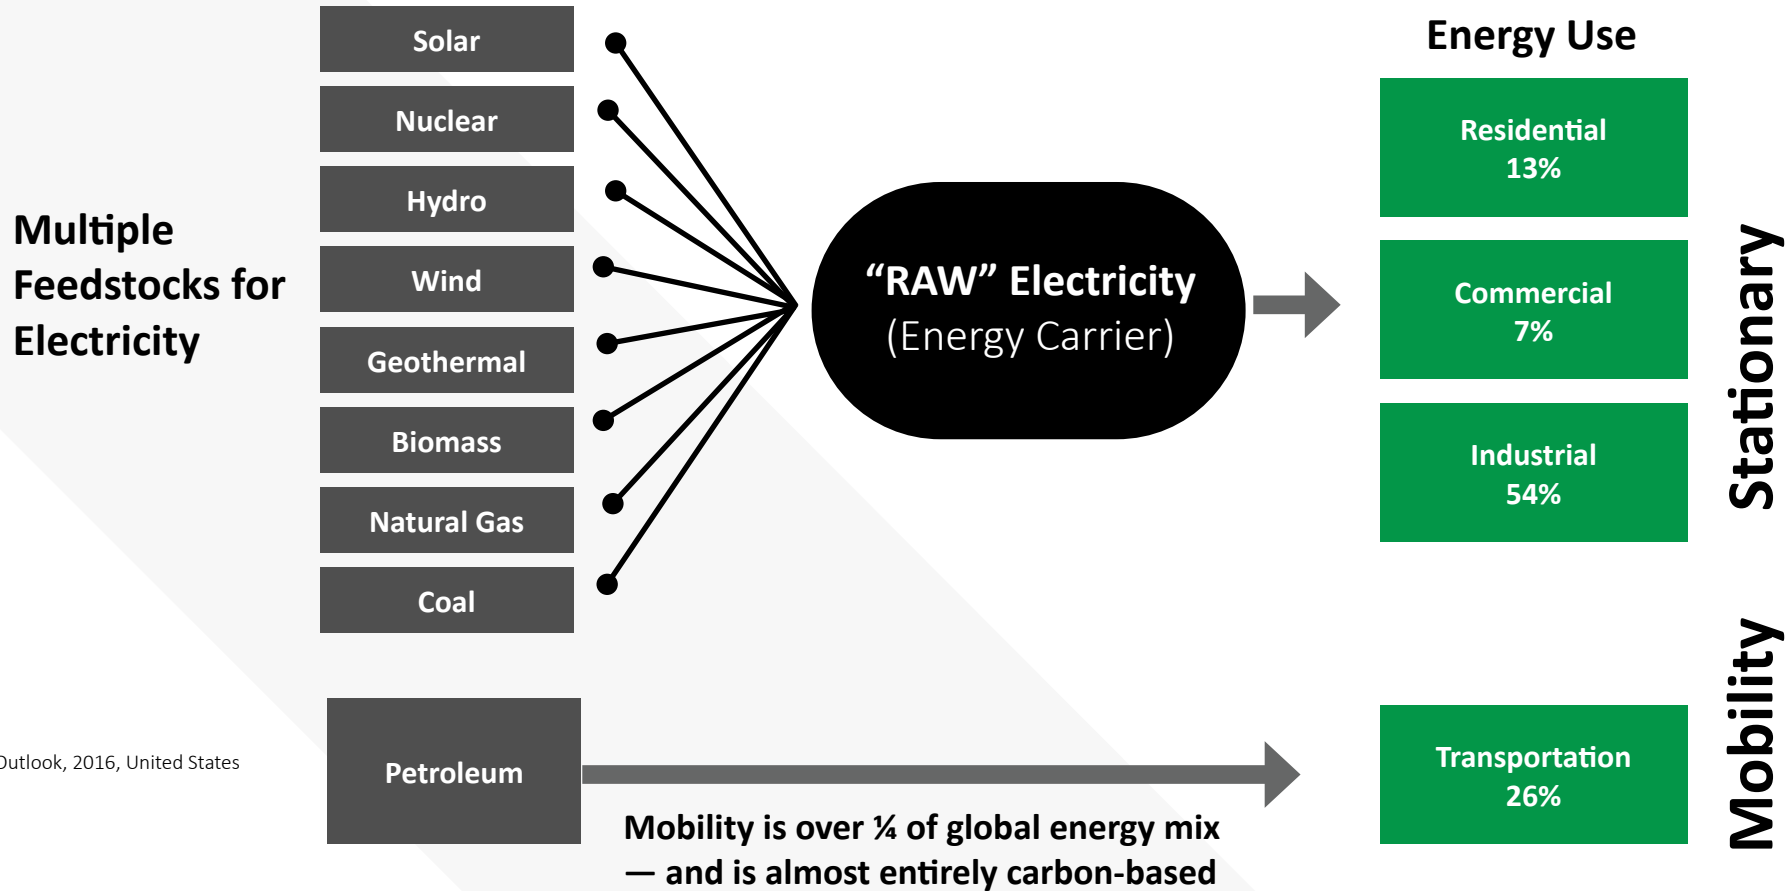 Multiple
Feedstocks for
Electricity
Solar
Nuclear
Hydro
Wind
Geothermal
Biomass
Natural Gas
Coal
Petroleum
“RAW” Electricity
(Energy Carrier)
Energy Use
Residential
13%
Commercial
7%
Industrial
54%
Stationary
Transportation
26%
Mobility
Mobility is over ¼ of global energy mix
— and is almost entirely carbon-based
Outlook, 2016, United States